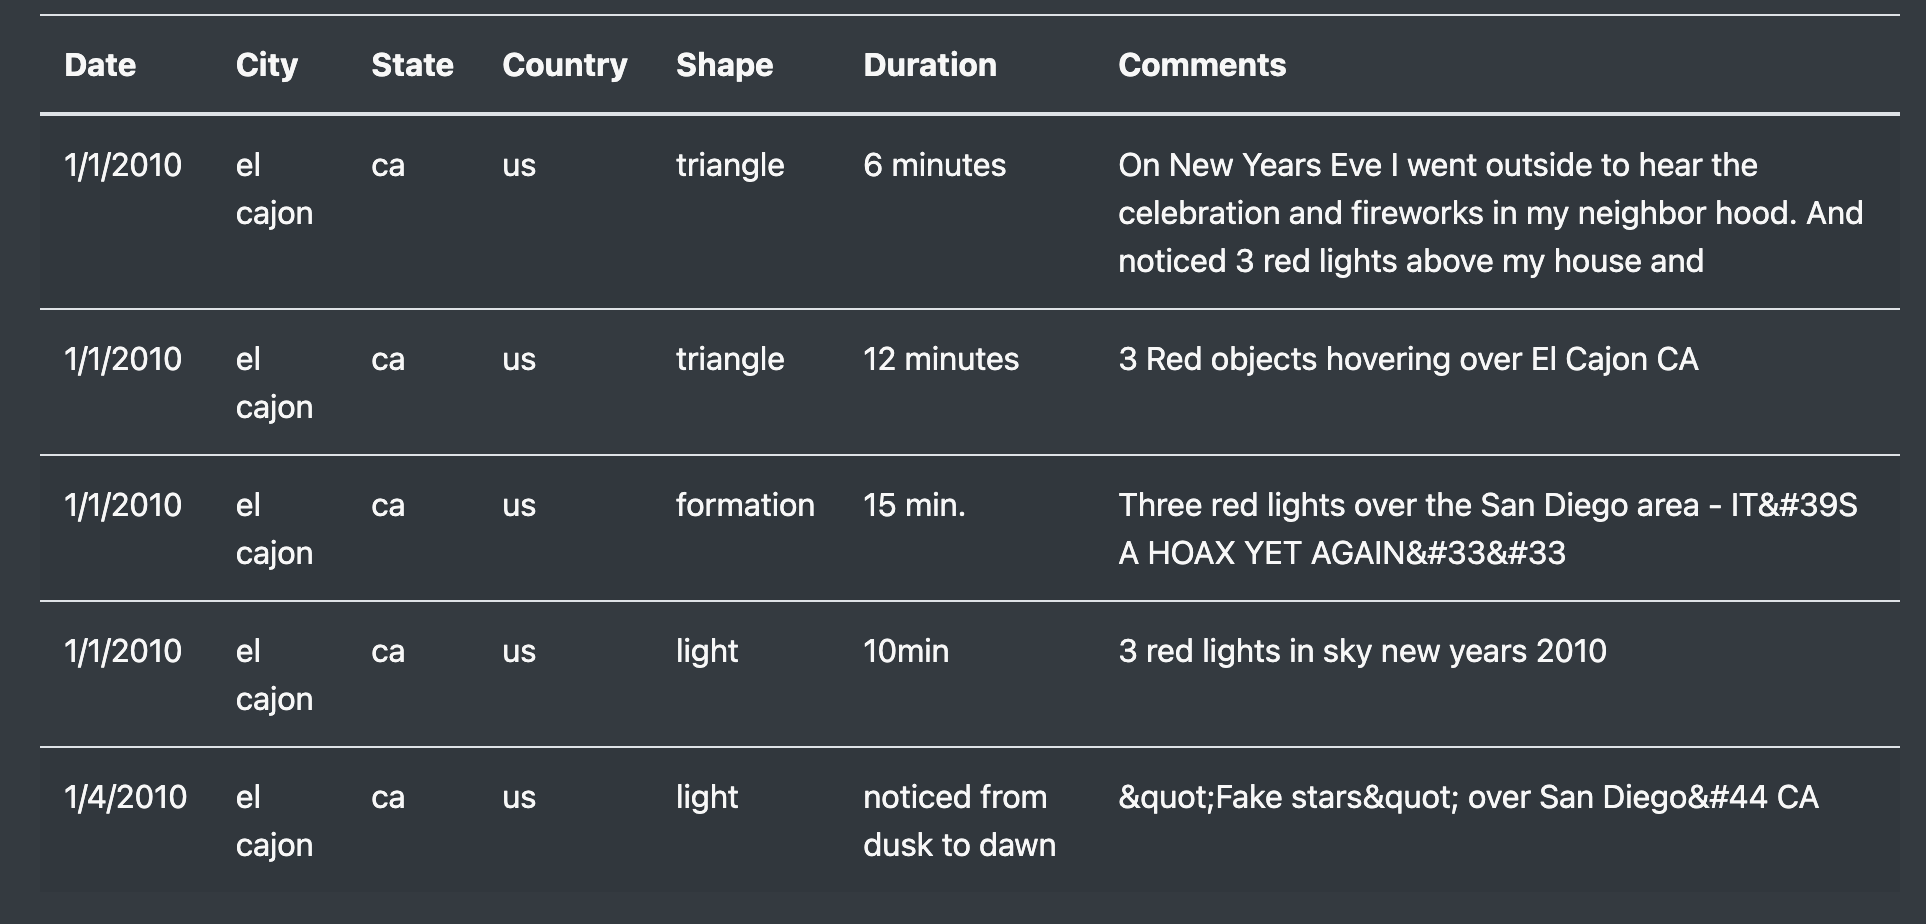 Date City State Country Shape Duration Comments
1/1/2010 el ca us triangle 6 minutes On New Years Eve I went outside to hear the
cajon celebration and fireworks in my neighbor hood. And
noticed 3 red lights above my house and
1/1/2010 el ca us triangle 12 minutes 3 Red objects hovering over El Cajon CA
cajon
1/1/2010 el ca us formation 15 min. Three red lights over the San Diego area - IT&#39S
cajon A HOAX YET AGAIN&#33&#33
1/1/2010 el ca us light 10min 3 red lights in sky new years 2010
cajon
1/4/2010 el ca us light noticed from &quot;Fake stars&quot; over San Diego&#44 CA
cajon dusk to dawn